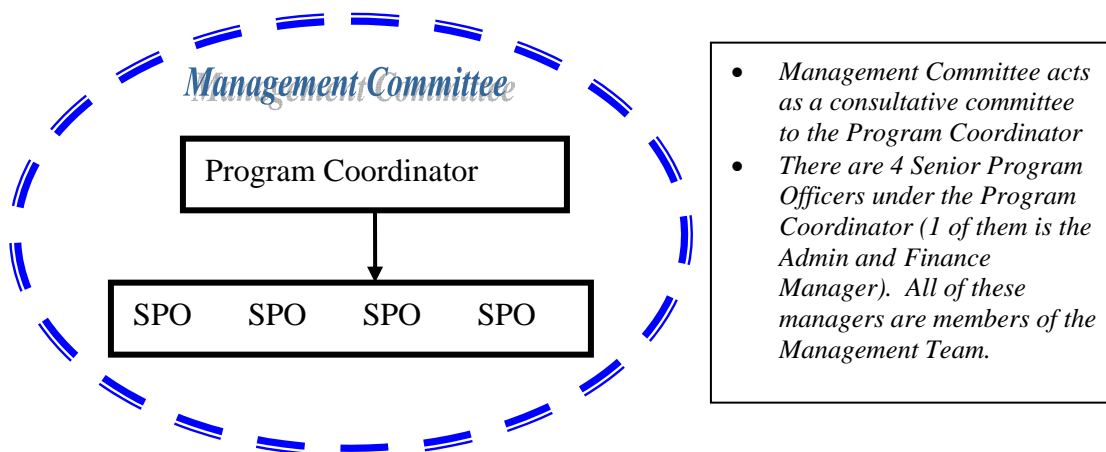 Management Committee
Program Coordinator
SPO SPO SPO SPO
• Management Committee acts
as a consultative committee
to the Program Coordinator
• There are 4 Senior Program
Officers under the Program
Coordinator (1 of them is the
Admin and Finance
Manager). All of these
managers are members of the
Management Team.